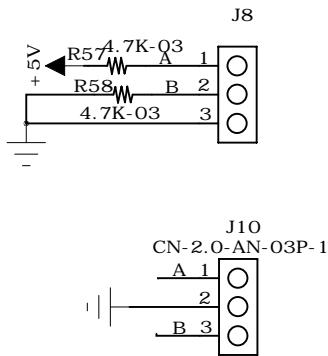 J8
R57 4.7K-03
+5V
A 1
R58 B 2
4.7K-03 3
J10
CN-2.0-AN-03P-1
A 1
2
B 3